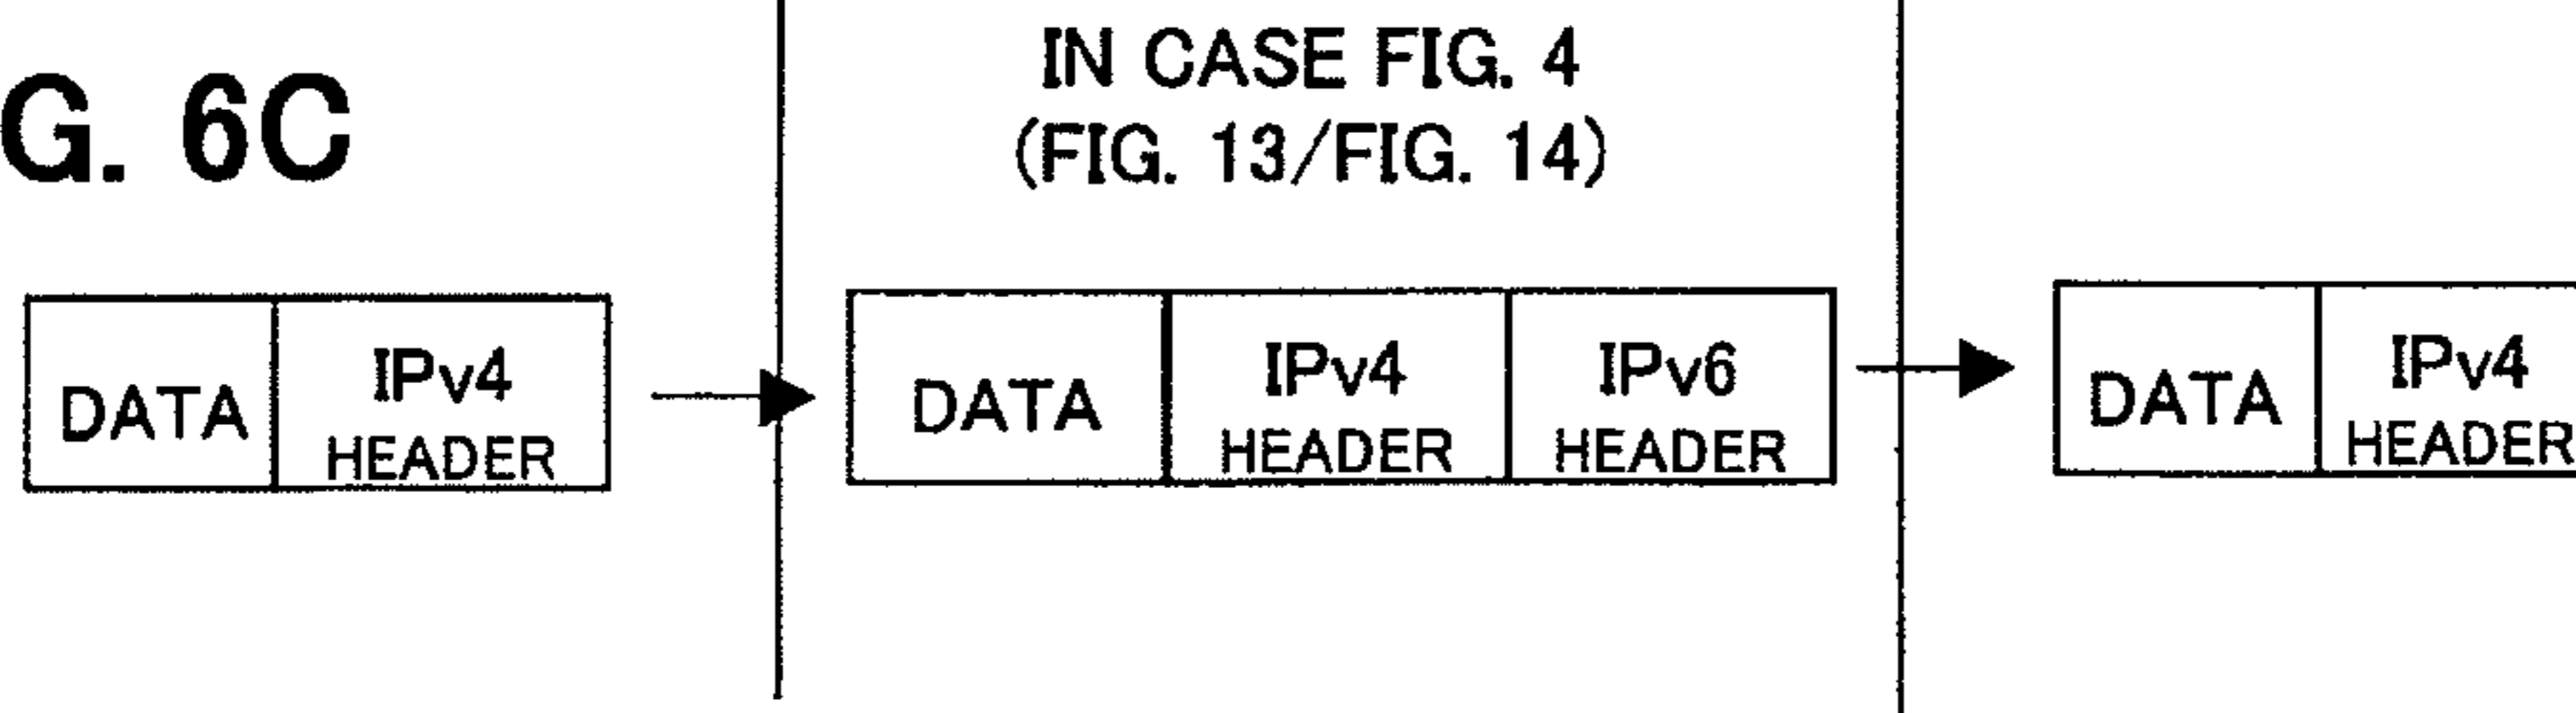 G. 6C
IN CASE FIG. 4
(FIG. 13/FIG. 14)
DATA
IPv4
HEADER
DATA
IPv4
HEADER
IPv6
HEADER
DATA
IPv4
HEADER